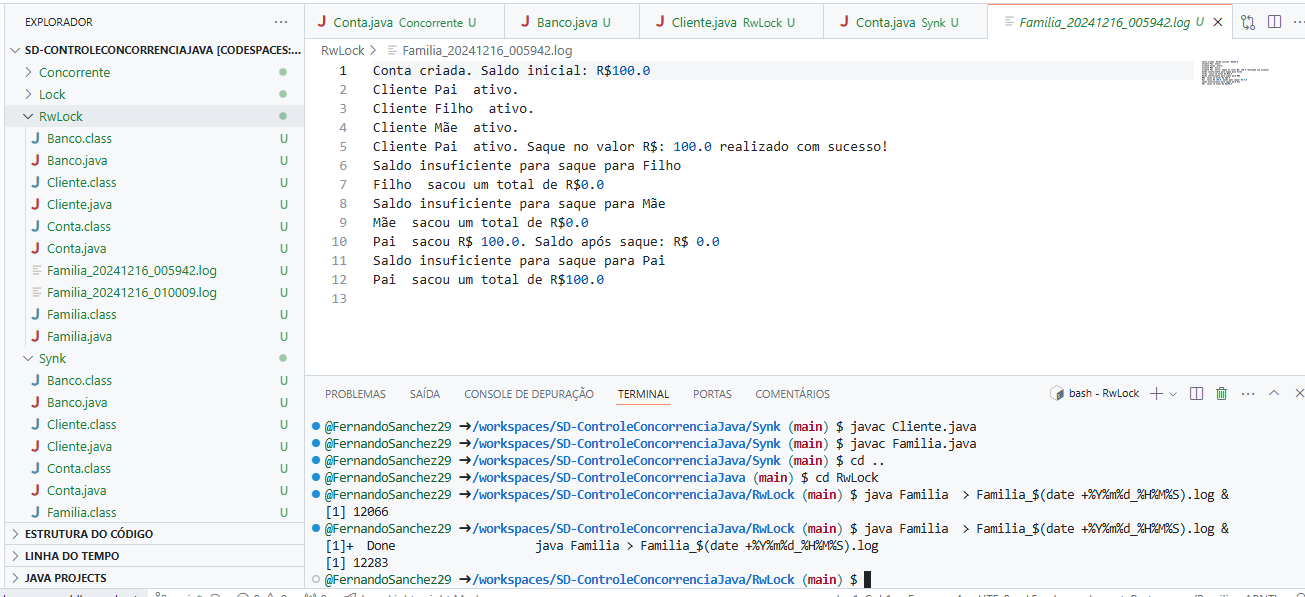 EXPLORADOR ···
SD-CONTROLECONCORRENCIAJAVA [CODESPACES:...
Concorrente
Lock
RwLock
Banco.class U
Banco.java U
Cliente.class U
Cliente.java U
Conta.class U
Conta.java U
Familia_20241216_005942.log U
Familia_20241216_010009.log U
Familia.class U
Familia.java U
Synk
Banco.class U
Banco.java U
Cliente.class U
Cliente.java U
Conta.class U
Conta.java U
Familia.class U
ESTRUTURA DO CÓDIGO
LINHA DO TEMPO
JAVA PROJECTS
Conta.java Concorrente U
Banco.java U
Cliente.java RwLock U
Conta.java Synk U
Familia_20241216_005942.log U
RwLock > Familia_20241216_005942.log
1 Conta criada. Saldo inicial: R$100.0
2 Cliente Pai  ativo.
3 Cliente Filho  ativo.
4 Cliente Mãe  ativo.
5 Cliente Pai  ativo. Saque no valor R$: 100.0 realizado com sucesso!
6 Saldo insuficiente para saque para Filho
7 Filho  sacou um total de R$0.0
8 Saldo insuficiente para saque para Mãe
9 Mãe  sacou um total de R$0.0
10 Pai  sacou R$ 100.0. Saldo após saque: R$ 0.0
11 Saldo insuficiente para saque para Pai
12 Pai  sacou um total de R$100.0
13
PROBLEMAS SAÍDA CONSOLE DE DEPURAÇÃO TERMINAL PORTAS COMENTÁRIOS
bash - RwLock
@FernandoSanchez29 ➜/workspaces/SD-ControleConcorrenciaJava/Synk (main) $ javac Cliente.java
@FernandoSanchez29 ➜/workspaces/SD-ControleConcorrenciaJava/Synk (main) $ javac Familia.java
@FernandoSanchez29 ➜/workspaces/SD-ControleConcorrenciaJava/Synk (main) $ cd ..
@FernandoSanchez29 ➜/workspaces/SD-ControleConcorrenciaJava (main) $ cd RwLock
@FernandoSanchez29 ➜/workspaces/SD-ControleConcorrenciaJava/RwLock (main) $ java Familia  > Familia_$(date +%Y%m%d_%H%M%S).log &
[1] 12066
@FernandoSanchez29 ➜/workspaces/SD-ControleConcorrenciaJava/RwLock (main) $ java Familia  > Familia_$(date +%Y%m%d_%H%M%S).log &
[1]+  Done                    java Familia > Familia_$(date +%Y%m%d_%H%M%S).log
[1] 12283
@FernandoSanchez29 ➜/workspaces/SD-ControleConcorrenciaJava/RwLock (main) $